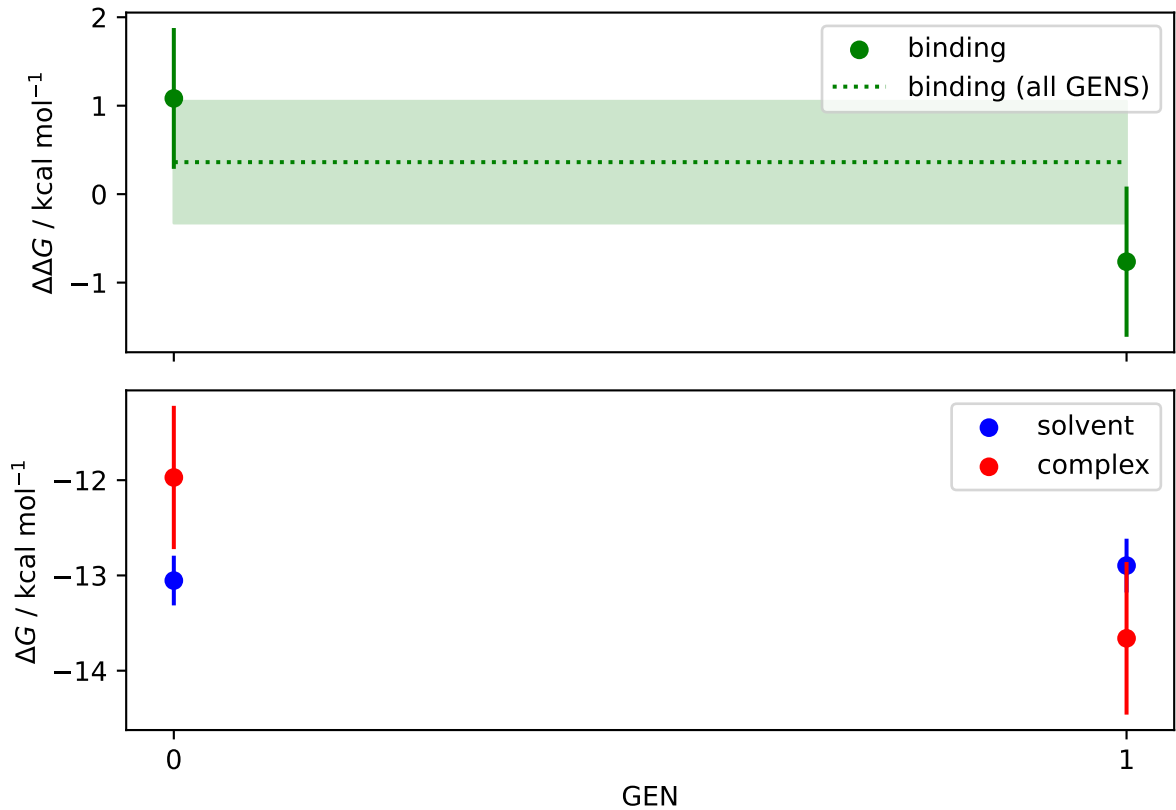 2
1
0
−1
ΔΔG / kcal mol⁻¹
binding
binding (all GENS)
−12
−13
−14
ΔG / kcal mol⁻¹
solvent
complex
0
1
GEN